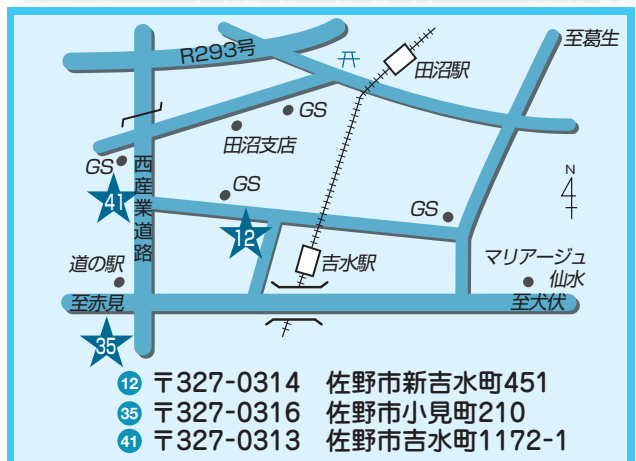 R293号
至葛生
田沼駅
GS
田沼支店
GS
西産業道路
41
GS
GS
N
12
吉水駅
マリアージュ
仙水
道の駅
至赤見
至犬伏
35
12 〒327-0314 佐野市新吉水町451
35 〒327-0316 佐野市小見町210
41 〒327-0313 佐野市吉水町1172-1